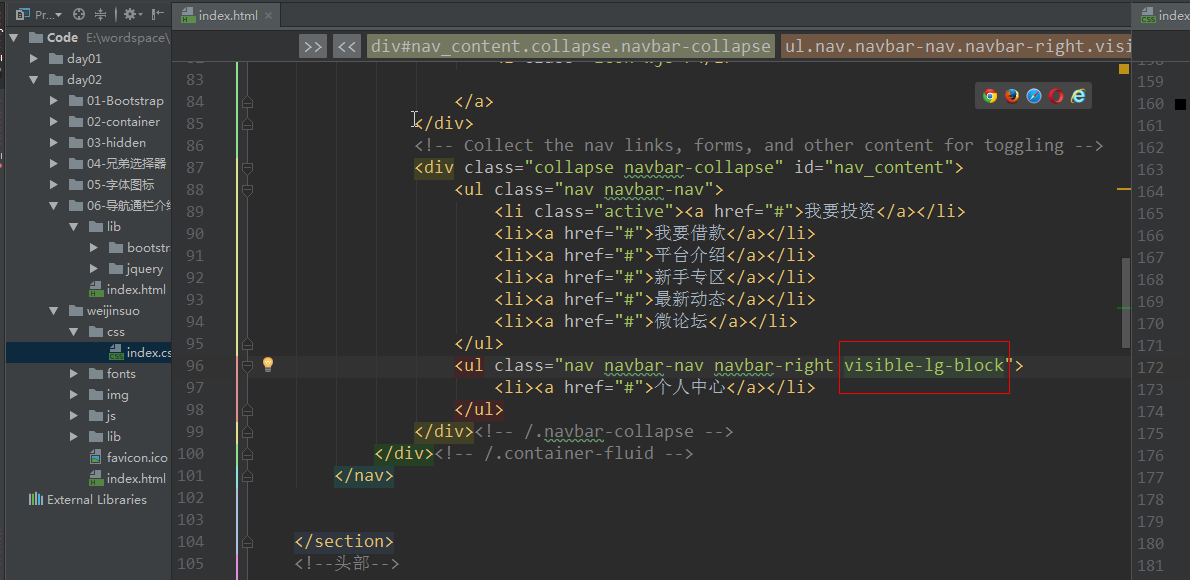 Pr...
index.html
index
Code E:\wordspace\
day01
day02
01-Bootstrap
02-container
03-hidden
04-兄弟选择器
05-字体图标
06-导航通栏介绍
lib
bootstra
jquery
index.html
weijinsuo
css
index.cs
fonts
img
js
lib
favicon.ico
index.html
External Libraries
>> << div#nav_content.collapse.navbar-collapse ul.nav.navbar-nav.navbar-right.visi
83
84 </a>
85 </div>
86 <!-- Collect the nav links, forms, and other content for toggling -->
87 <div class="collapse navbar-collapse" id="nav_content">
88 <ul class="nav navbar-nav">
89 <li class="active"><a href="#">我要投资</a></li>
90 <li><a href="#">我要借款</a></li>
91 <li><a href="#">平台介绍</a></li>
92 <li><a href="#">新手专区</a></li>
93 <li><a href="#">最新动态</a></li>
94 <li><a href="#">微论坛</a></li>
95 </ul>
96 <ul class="nav navbar-nav navbar-right visible-lg-block">
97 <li><a href="#">个人中心</a></li>
98 </ul>
99 </div><!-- /.navbar-collapse -->
100 </div><!-- /.container-fluid -->
101 </nav>
102
103
104 </section>
105 <!--头部-->
159
160
161
162
163
164
165
166
167
168
169
170
171
172
173
174
175
176
177
178
179
180
181